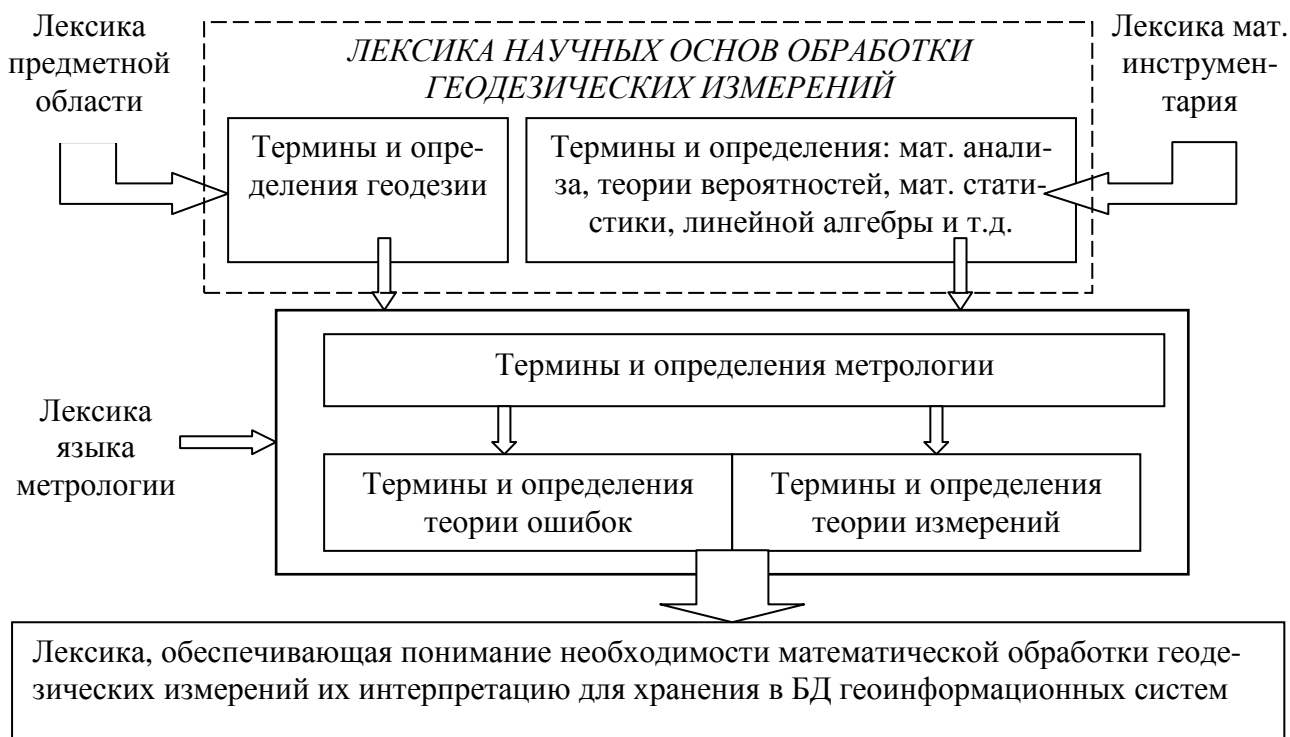 Лексика
предметной
области
ЛЕКСИКА НАУЧНЫХ ОСНОВ ОБРАБОТКИ
ГЕОДЕЗИЧЕСКИХ ИЗМЕРЕНИЙ
Лексика мат.
инструмен-
тария
Термины и опре-
деления геодезии
Термины и определения: мат. анали-
за, теории вероятностей, мат. стати-
стики, линейной алгебры и т.д.
Термины и определения метрологии
Лексика
языка
метрологии
Термины и определения
теории ошибок
Термины и определения
теории измерений
Лексика, обеспечивающая понимание необходимости математической обработки геоде-
зических измерений их интерпретацию для хранения в БД геоинформационных систем